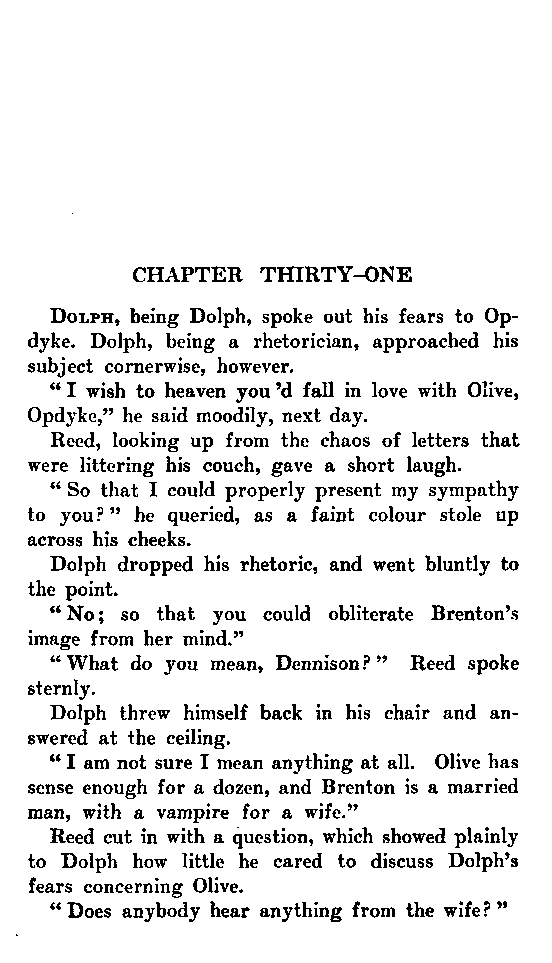 CHAPTER THIRTY-ONE
DOLPH, being Dolph, spoke out his fears to Op-
dyke. Dolph, being a rhetorician, approached his
subject cornerwise, however.
“I wish to heaven you’d fall in love with Olive,
Opdyke,” he said moodily, next day.
Reed, looking up from the chaos of letters that
were littering his couch, gave a short laugh.
“So that I could properly present my sympathy
to you?” he queried, as a faint colour stole up
across his cheeks.
Dolph dropped his rhetoric, and went bluntly to
the point.
“No; so that you could obliterate Brenton’s
image from her mind.”
“What do you mean, Dennison?” Reed spoke
sternly.
Dolph threw himself back in his chair and an-
swered at the ceiling.
“I am not sure I mean anything at all. Olive has
sense enough for a dozen, and Brenton is a married
man, with a vampire for a wife.”
Reed cut in with a question, which showed plainly
to Dolph how little he cared to discuss Dolph’s
fears concerning Olive.
“Does anybody hear anything from the wife?”